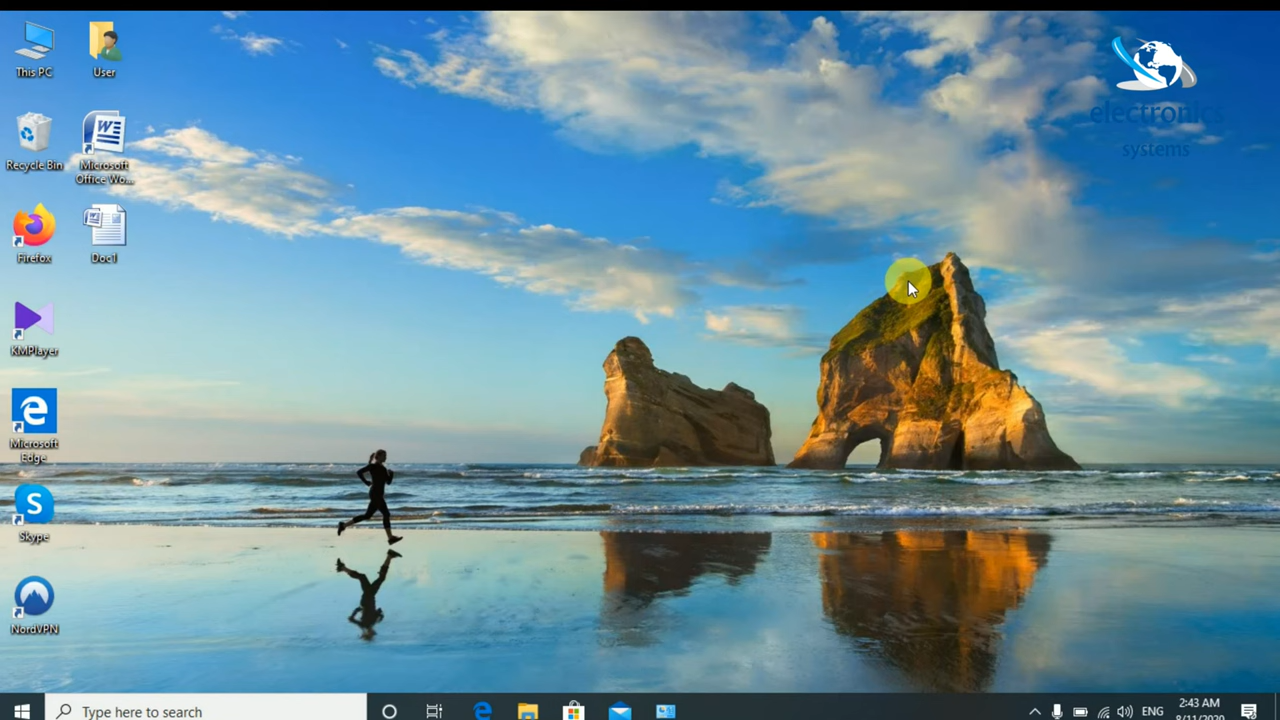 This PC
User
Recycle Bin
Microsoft
Office Wo...
Firefox
Doc1
KMPlayer
Microsoft
Edge
Skype
NordVPN
electronics
systems
Type here to search
ENG
2:43 AM
8/11/2020